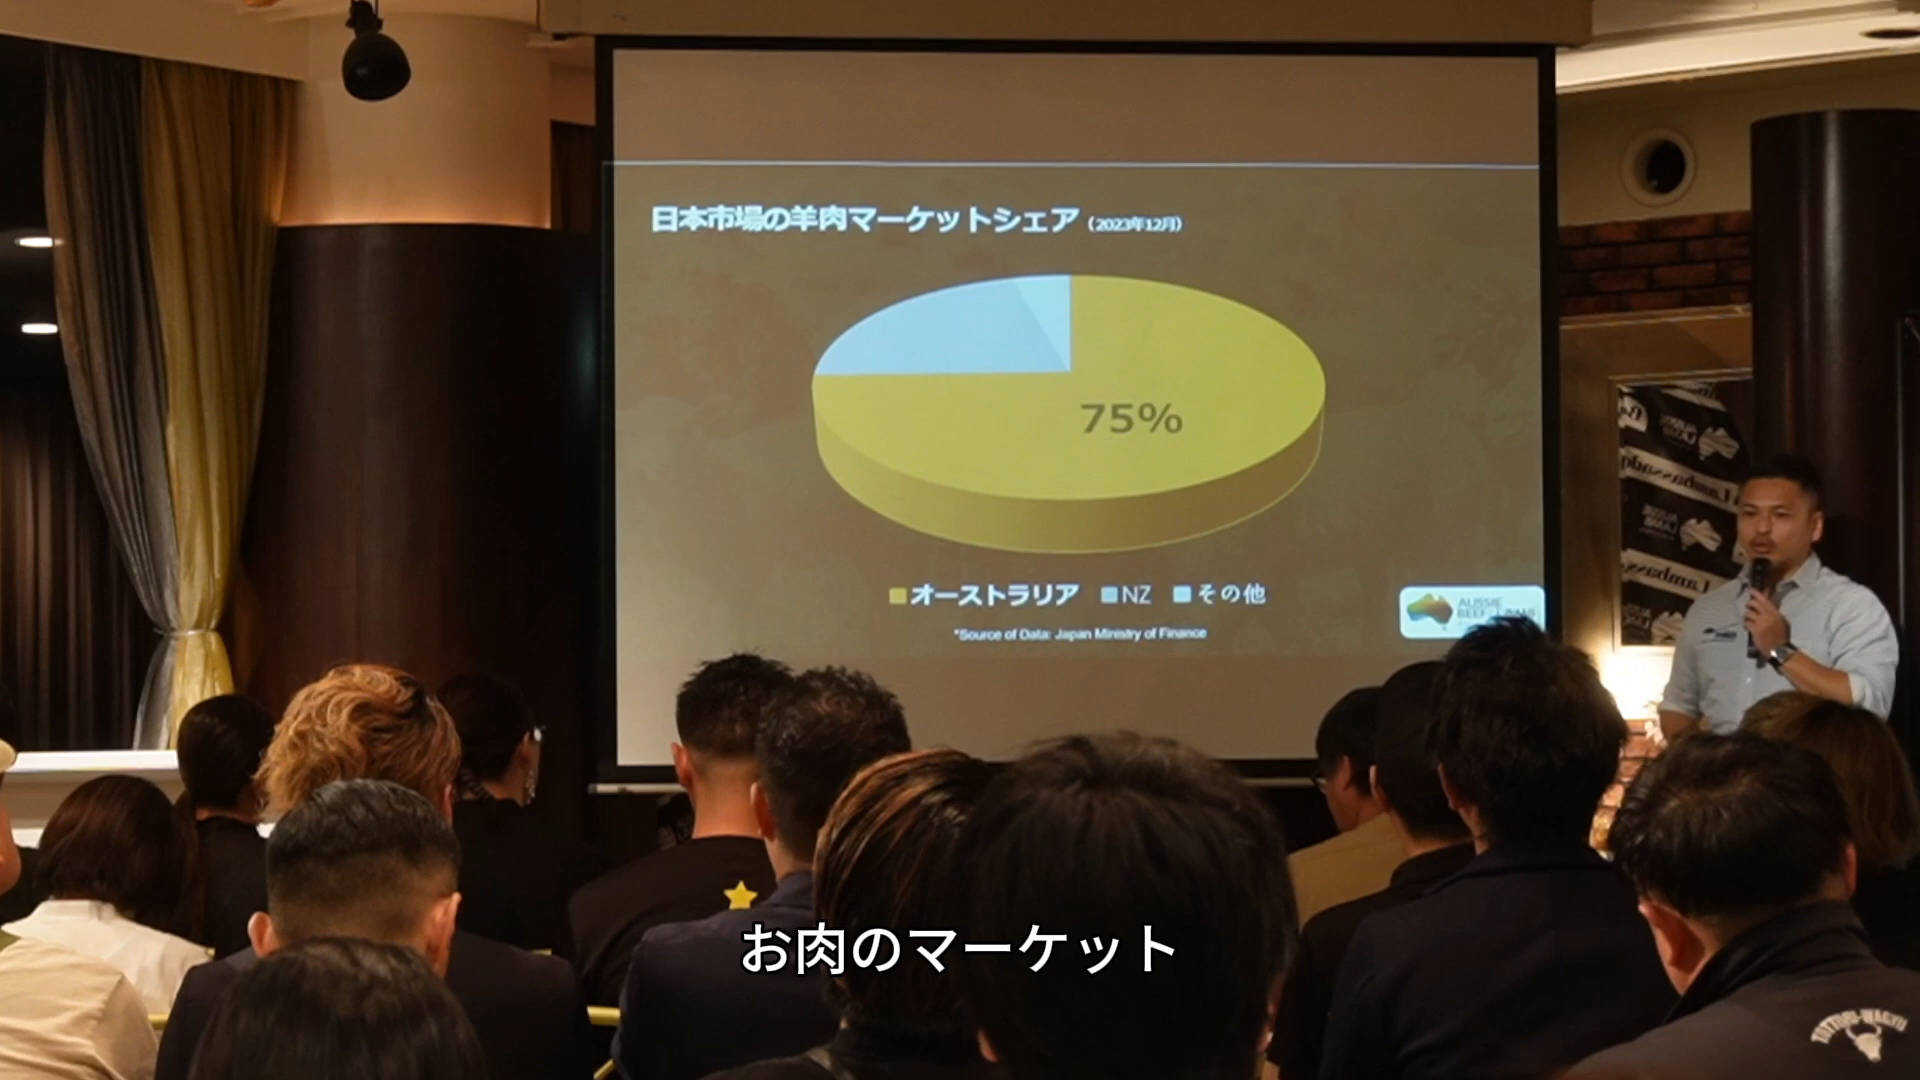 日本市場の羊肉マーケットシェア（2023年12月）
75%
オーストラリア NZ その他
*Source of Data: Japan Ministry of Finance
AUSSIE
BEEF
お肉のマーケット
TOTTORI-WAGYU